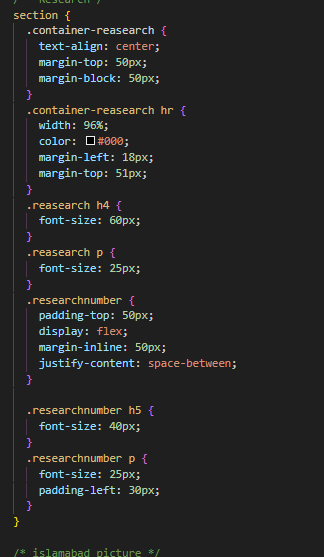 /* Research */
section {
.container-reasearch {
text-align: center;
margin-top: 50px;
margin-block: 50px;
}
.container-reasearch hr {
width: 96%;
color: #000;
margin-left: 18px;
margin-top: 51px;
}
.reasearch h4 {
font-size: 60px;
}
.reasearch p {
font-size: 25px;
}
.researchnumber {
padding-top: 50px;
display: flex;
margin-inline: 50px;
justify-content: space-between;
}
.researchnumber h5 {
font-size: 40px;
}
.researchnumber p {
font-size: 25px;
padding-left: 30px;
}
}
/* islamabad picture */